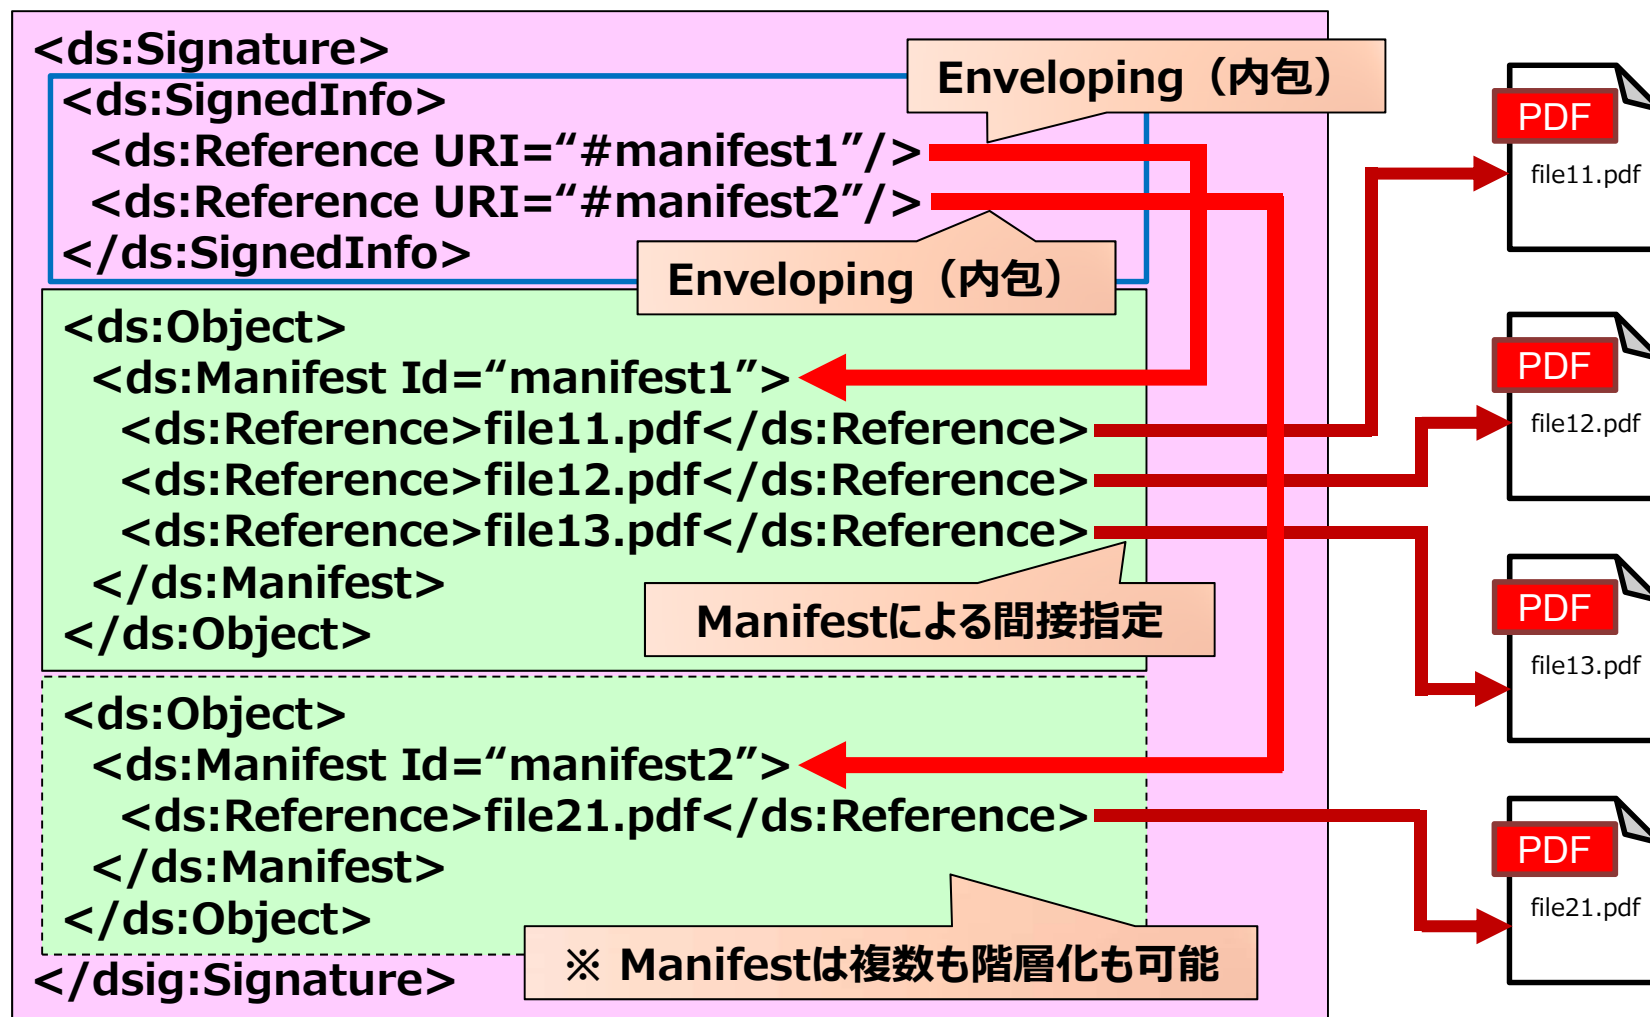 <ds:Signature>
Enveloping（内包）
<ds:SignedInfo>
<ds:Reference URI=“#manifest1”/>
<ds:Reference URI=“#manifest2”/>
</ds:SignedInfo>
Enveloping（内包）
<ds:Object>
<ds:Manifest Id=“manifest1”>
<ds:Reference>file11.pdf</ds:Reference>
<ds:Reference>file12.pdf</ds:Reference>
<ds:Reference>file13.pdf</ds:Reference>
</ds:Manifest>
Manifestによる間接指定
</ds:Object>
<ds:Object>
<ds:Manifest Id=“manifest2”>
<ds:Reference>file21.pdf</ds:Reference>
</ds:Manifest>
</ds:Object>
※ Manifestは複数も階層化も可能
</dsig:Signature>
PDF
file11.pdf
PDF
file12.pdf
PDF
file13.pdf
PDF
file21.pdf